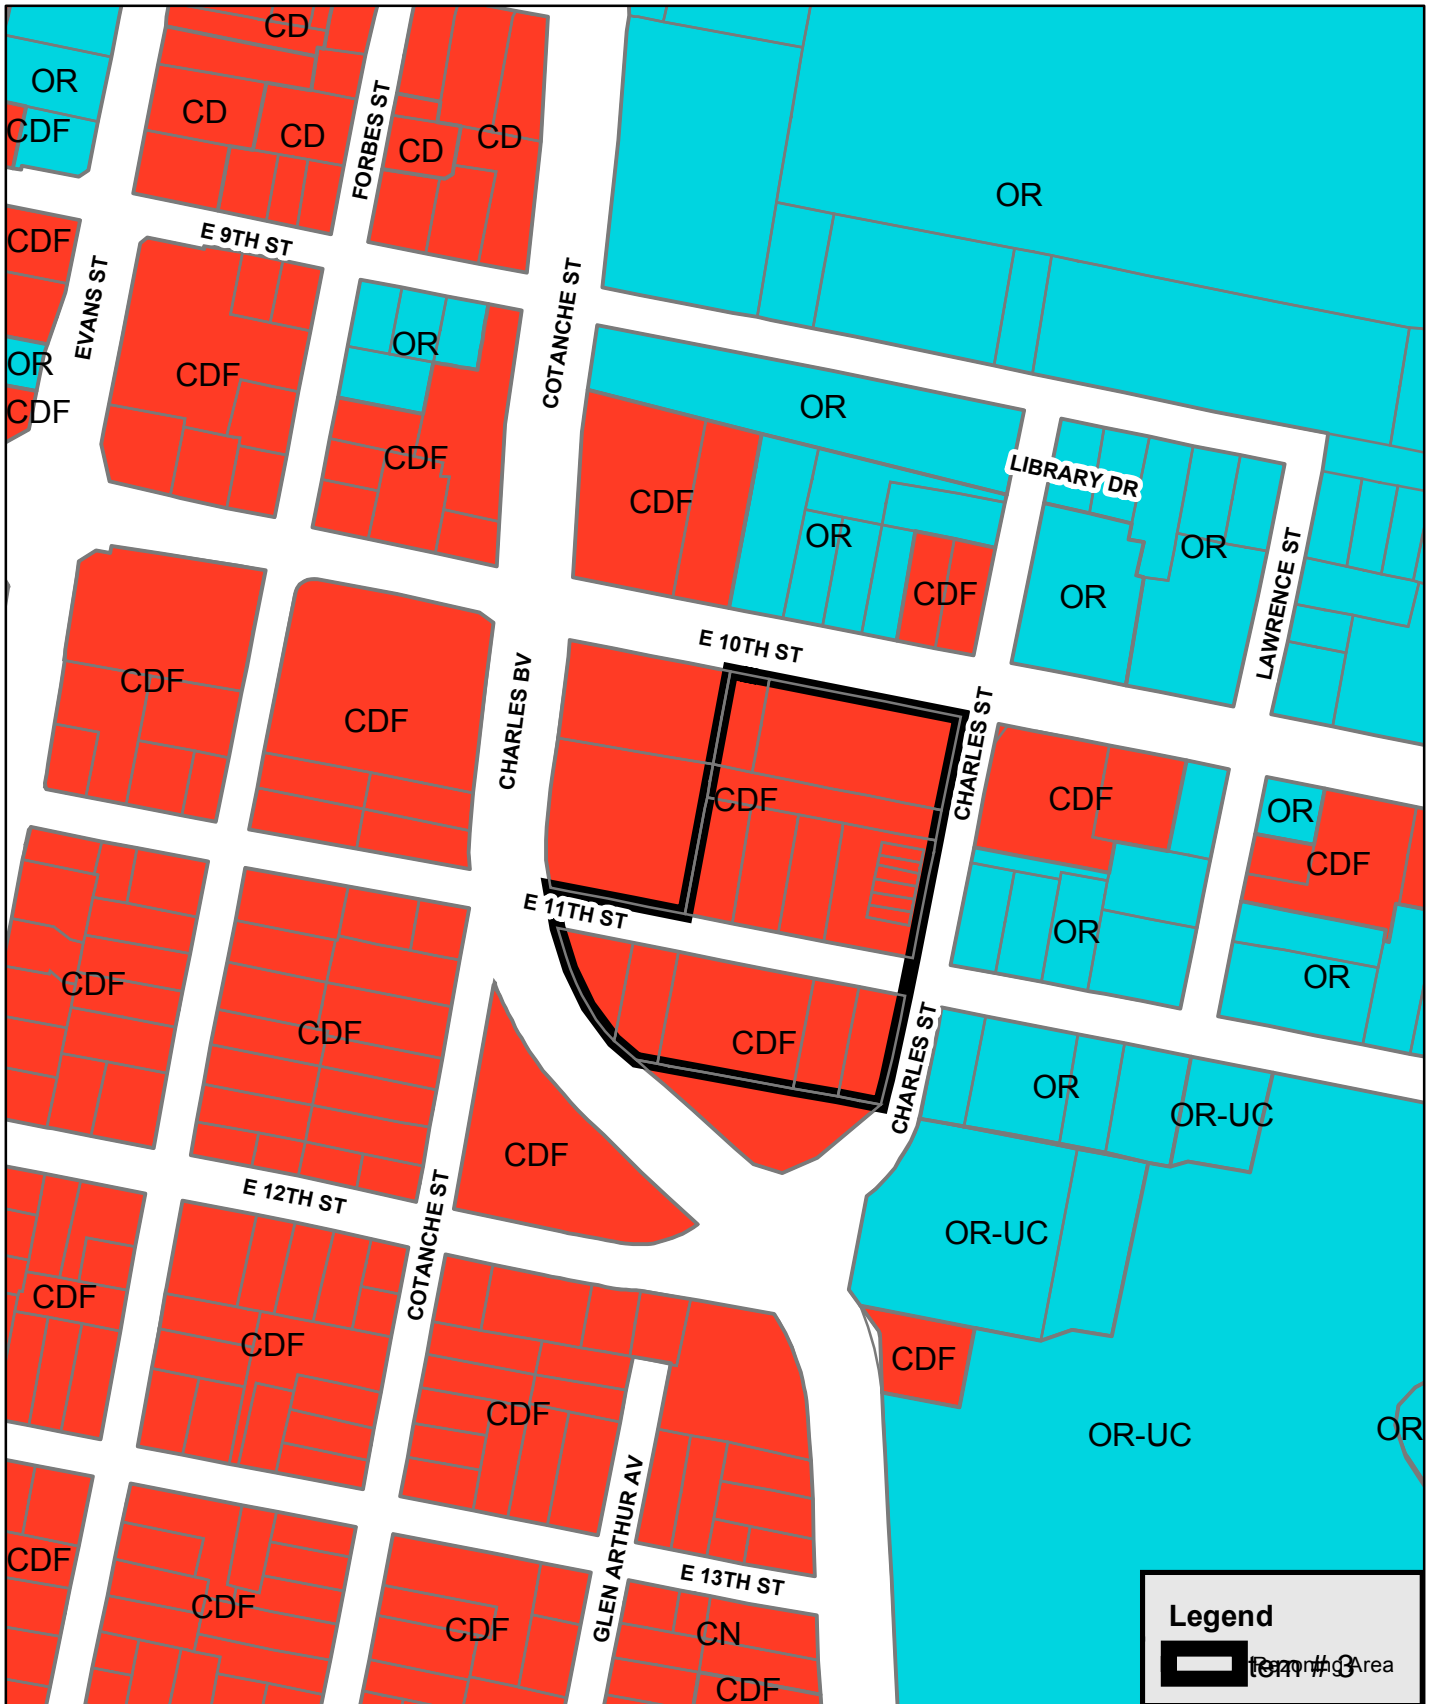 CD
OR
CD
CD
CDF
CD
CD
FORBES ST
OR
CDF
E 9TH ST
EVANS ST
COTANCHE ST
OR
OR
CDF
CDF
OR
CDF
CDF
LIBRARY DR
CDF
OR
OR
LAWRENCE ST
CDF
OR
E 10TH ST
CDF
CHARLES BV
CDF
CHARLES ST
CDF
CDF
OR
CDF
E 11TH ST
OR
CDF
OR
CDF
CDF
CHARLES ST
OR
OR-UC
CDF
E 12TH ST
COTANCHE ST
OR-UC
CDF
CDF
CDF
CDF
OR-UC
OR
GLEN ARTHUR AV
CDF
E 13TH ST
CDF
CDF
CN
CDF
Legend
Rezoning Area
Item # 3